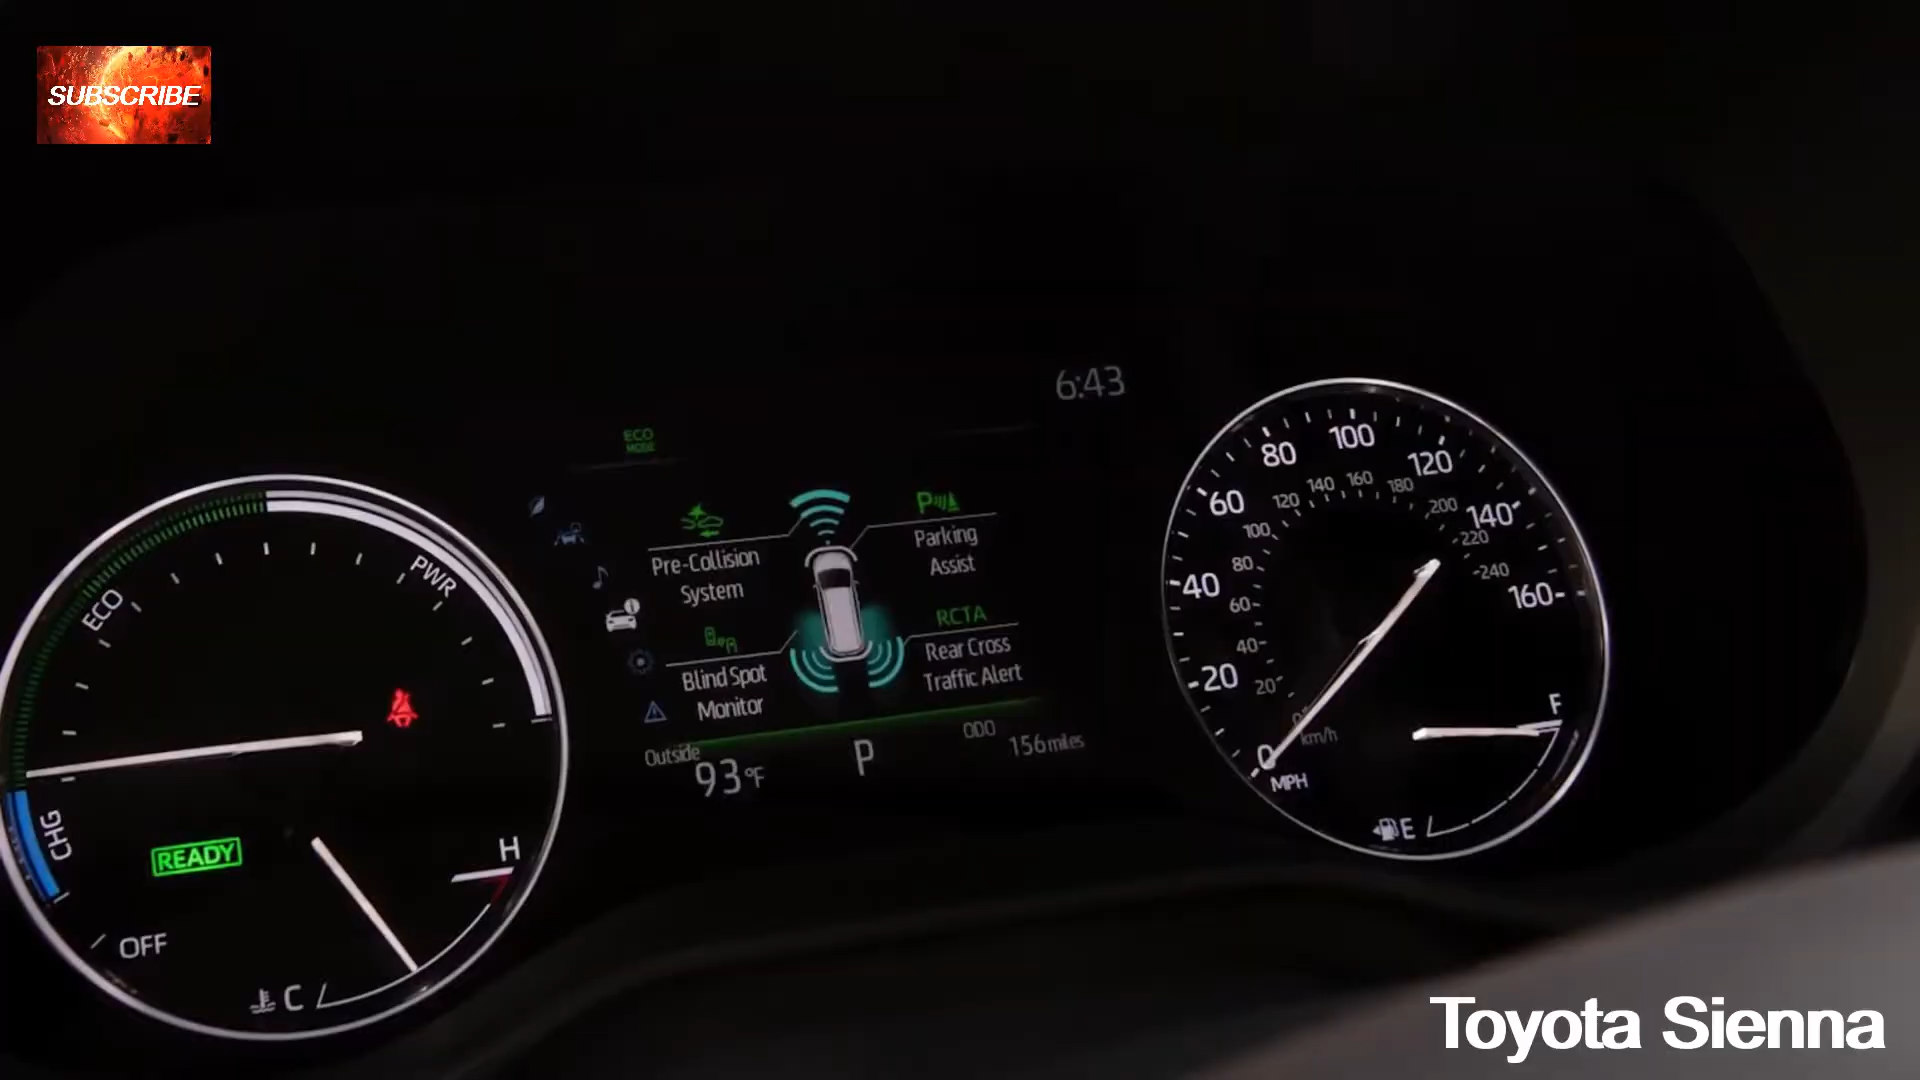 SUBSCRIBE
6:43
ECO
MODE
ECO
PWR
CHG
READY
OFF
C
H
Pre-Collision
System
Parking
Assist
RCTA
Rear Cross
Traffic Alert
Blind Spot
Monitor
Outside
93°F
P
ODO
156 miles
0
20
40
60
80
100
120
140
160
MPH
0
20
40
60
80
100
120
140
160
180
200
220
240
km/h
F
E
P
Toyota Sienna